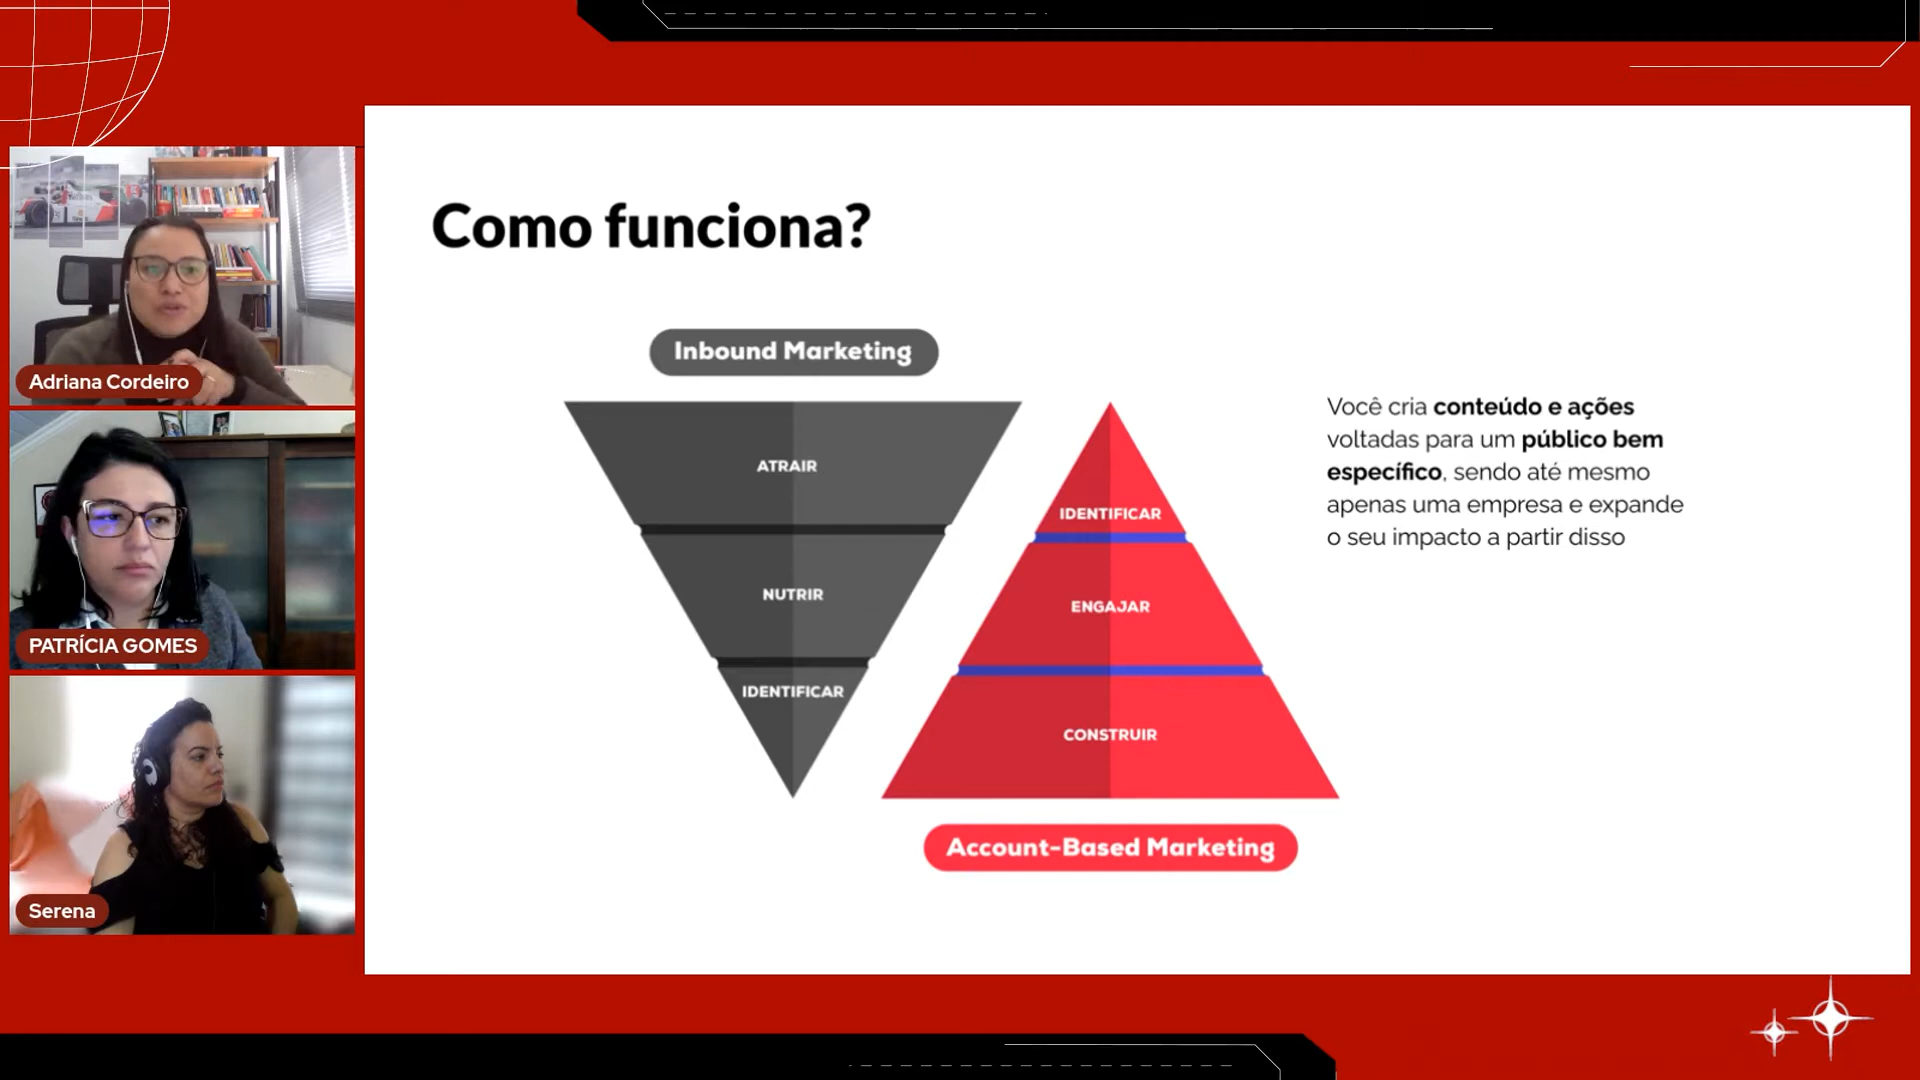 Como funciona?
Inbound Marketing
ATRAIR
NUTRIR
IDENTIFICAR
IDENTIFICAR
ENGAJAR
CONSTRUIR
Account-Based Marketing
Você cria conteúdo e ações
voltadas para um público bem
específico, sendo até mesmo
apenas uma empresa e expande
o seu impacto a partir disso
Adriana Cordeiro
PATRÍCIA GOMES
Serena